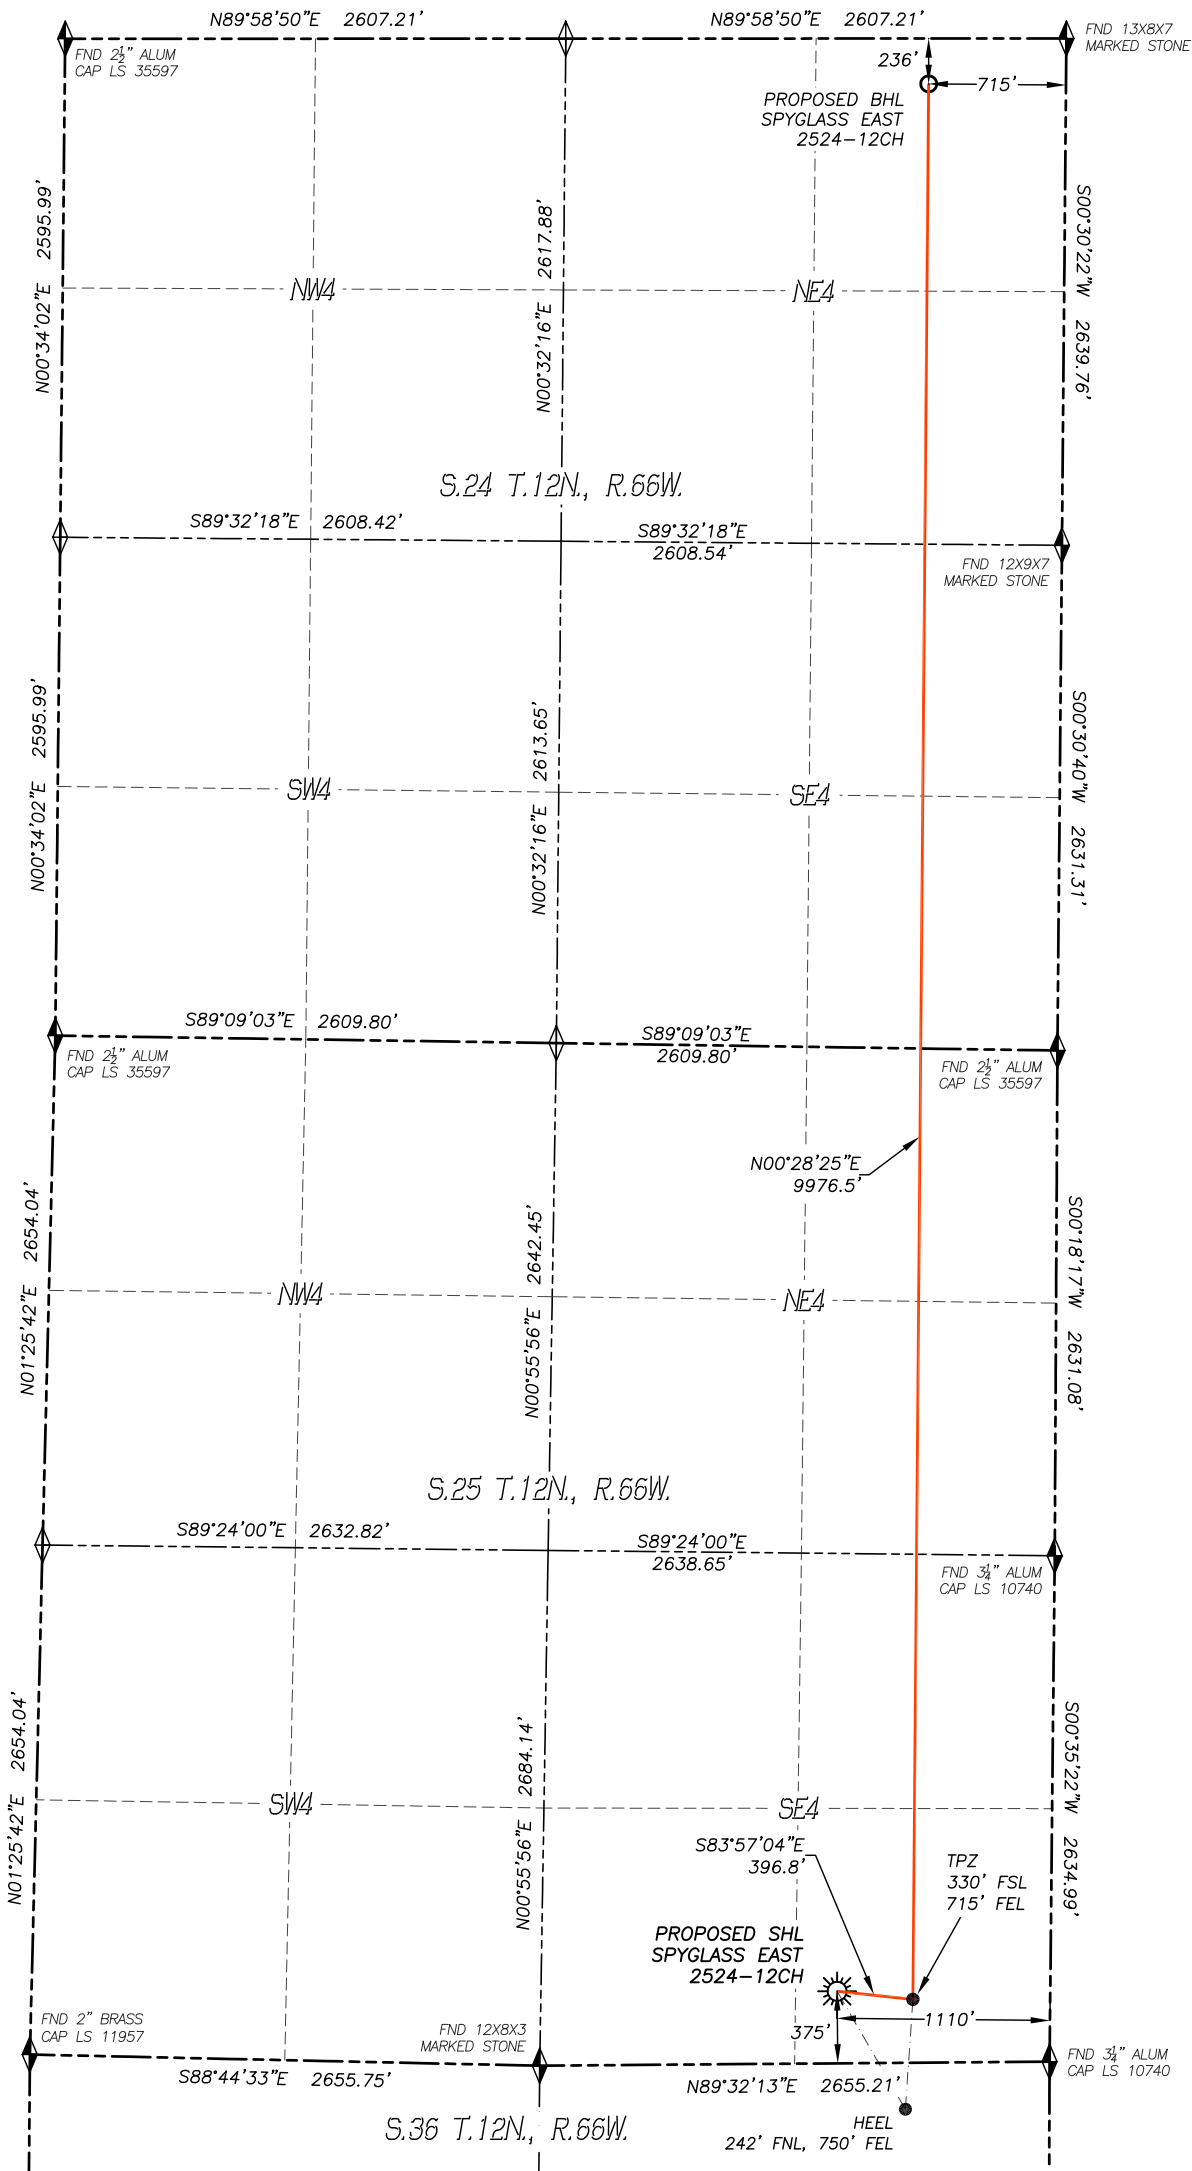 N89°58'50"E 2607.21'
N89°58'50"E 2607.21'
FND 13X8X7
MARKED STONE
FND 2½" ALUM
CAP LS 35597
236'
715'
PROPOSED BHL
SPYGLASS EAST
2524-12CH
N00°34'02"E 2595.99'
N00°32'16"E 2617.88'
S00°30'22"W 2639.76'
NW4
NE4
S.24 T.12N., R.66W.
S89°32'18"E 2608.42'
S89°32'18"E
2608.54'
FND 12X9X7
MARKED STONE
N00°34'02"E 2595.99'
N00°32'16"E 2613.65'
S00°30'40"W 2631.31'
SW4
SE4
S89°09'03"E 2609.80'
S89°09'03"E
2609.80'
FND 2½" ALUM
CAP LS 35597
FND 2½" ALUM
CAP LS 35597
N00°28'25"E
9976.5'
N01°25'42"E 2654.04'
N00°55'56"E 2642.45'
S00°18'17"W 2631.08'
NW4
NE4
S.25 T.12N., R.66W.
S89°24'00"E 2632.82'
S89°24'00"E
2638.65'
FND 3¼" ALUM
CAP LS 10740
N01°25'42"E 2654.04'
N00°55'56"E 2684.14'
S00°35'22"W 2634.99'
SW4
SE4
S83°57'04"E
396.8'
TPZ
330' FSL
715' FEL
PROPOSED SHL
SPYGLASS EAST
2524-12CH
1110'
375'
FND 2" BRASS
CAP LS 11957
FND 12X8X3
MARKED STONE
FND 3¼" ALUM
CAP LS 10740
S88°44'33"E 2655.75'
N89°32'13"E 2655.21'
HEEL
242' FNL, 750' FEL
S.36 T.12N., R.66W.